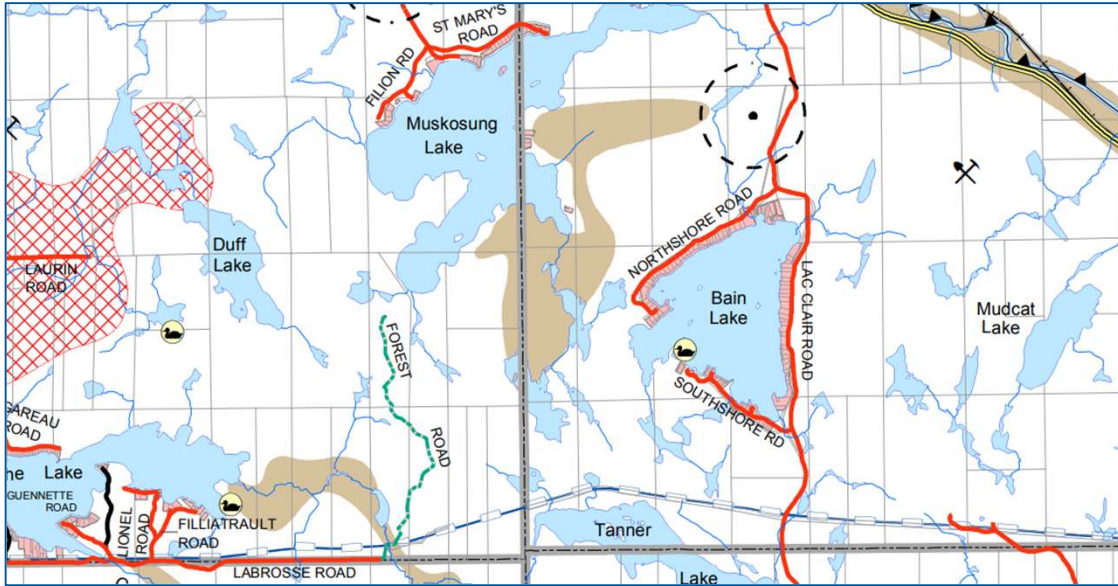 ST MARY'S
ROAD
FILION RD
Muskosung
Lake
NORTHSHORE ROAD
Duff
Lake
LAURIN
ROAD
LAC CLAIR ROAD
Bain
Lake
Mudcat
Lake
FOREST
ROAD
SOUTHSHORE RD
GAREAU
ROAD
ne Lake
GUENNETTE
ROAD
LIONEL
ROAD
FILLIATRAULT
ROAD
Tanner
Lake
LABROSSE ROAD